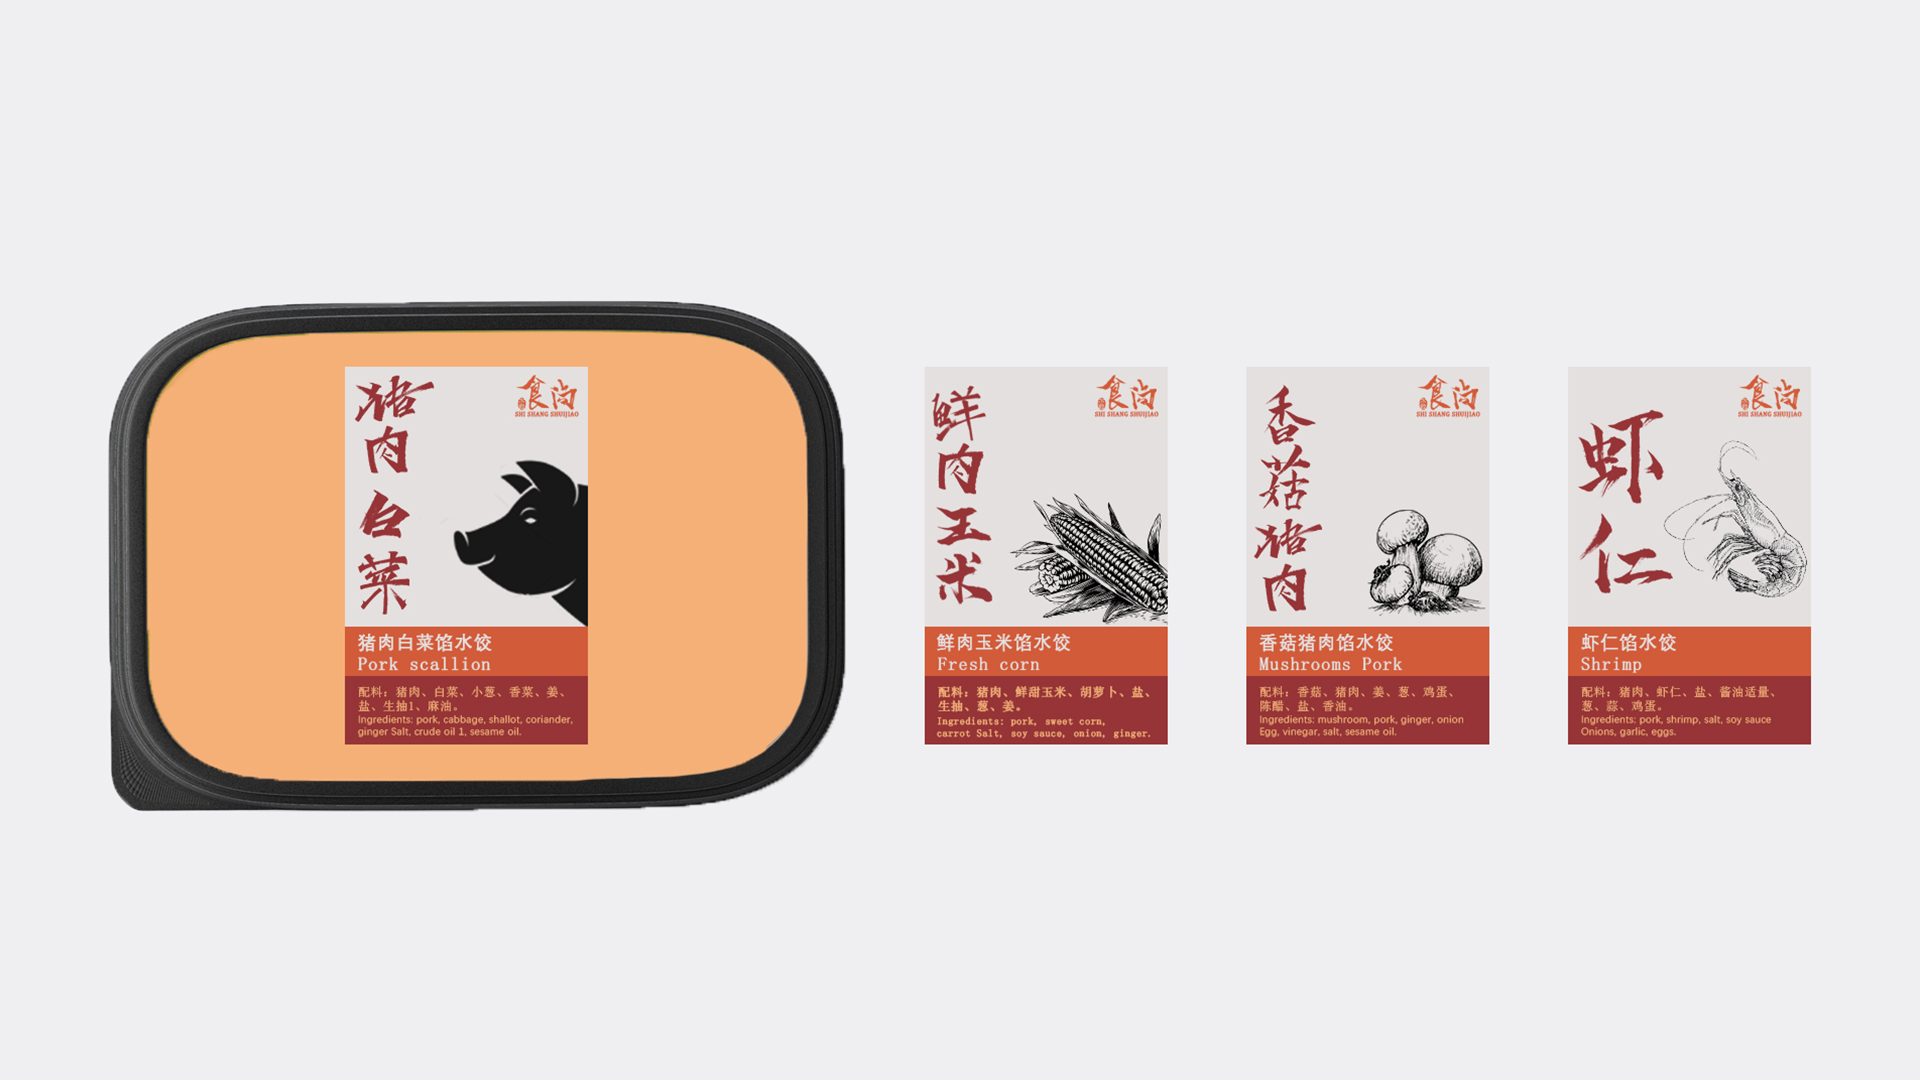 猪肉白菜
食尚
SHI SHANG SHUIJIAO
猪肉白菜馅水饺
Pork scallion
配料：猪肉、白菜、小葱、香菜、姜、
盐、生抽1、麻油。
Ingredients: pork, cabbage, shallot, coriander,
ginger Salt, crude oil 1, sesame oil.
鲜肉玉米
食尚
SHI SHANG SHUIJIAO
鲜肉玉米馅水饺
Fresh corn
配料：猪肉、鲜甜玉米、胡萝卜、盐、
生抽、葱、姜。
Ingredients: pork, sweet corn,
carrot Salt, soy sauce, onion, ginger.
香菇猪肉
食尚
SHI SHANG SHUIJIAO
香菇猪肉馅水饺
Mushrooms Pork
配料：香菇、猪肉、姜、葱、鸡蛋、
陈醋、盐、香油。
Ingredients: mushroom, pork, ginger, onion
Egg, vinegar, salt, sesame oil.
虾仁
食尚
SHI SHANG SHUIJIAO
虾仁馅水饺
Shrimp
配料：猪肉、虾仁、盐、酱油适量、
葱、蒜、鸡蛋。
Ingredients: pork, shrimp, salt, soy sauce
Onions, garlic, eggs.